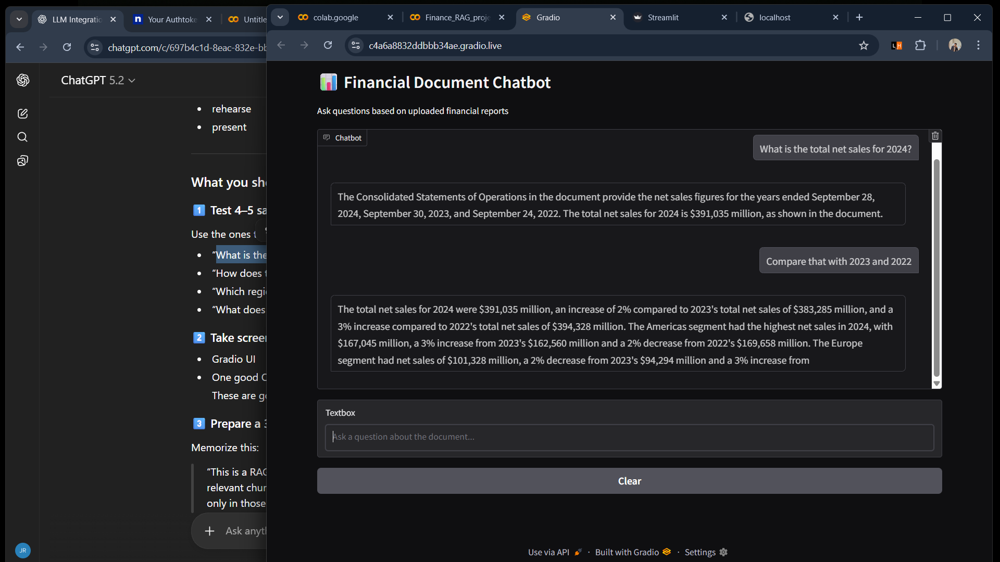 LLM Integratio
Your Authtoke
Untitle
chatgpt.com/c/697b4c1d-8eac-832e-bb
ChatGPT 5.2
rehearse
present
What you sh
1 Test 4–5 sa
Use the ones
“What is the
“How does
“Which regi
“What does
2 Take scree
Gradio UI
One good C
These are g
3 Prepare a 3
Memorize this:
“This is a RAG
relevant chu
only in those
+ Ask anyt
JR
colab.google
Finance_RAG_proje
Gradio
Streamlit
localhost
c4a6a8832ddbbb34ae.gradio.live
LH
Financial Document Chatbot
Ask questions based on uploaded financial reports
Chatbot
What is the total net sales for 2024?
The Consolidated Statements of Operations in the document provide the net sales figures for the years ended September 28,
2024, September 30, 2023, and September 24, 2022. The total net sales for 2024 is $391,035 million, as shown in the document.
Compare that with 2023 and 2022
The total net sales for 2024 were $391,035 million, an increase of 2% compared to 2023's total net sales of $383,285 million, and a
3% increase compared to 2022's total net sales of $394,328 million. The Americas segment had the highest net sales in 2024, with
$167,045 million, a 3% increase from 2023's $162,560 million and a 2% decrease from 2022's $169,658 million. The Europe
segment had net sales of $101,328 million, a 2% decrease from 2023's $94,294 million and a 3% increase from
Textbox
Ask a question about the document...
Clear
Use via API · Built with Gradio · Settings